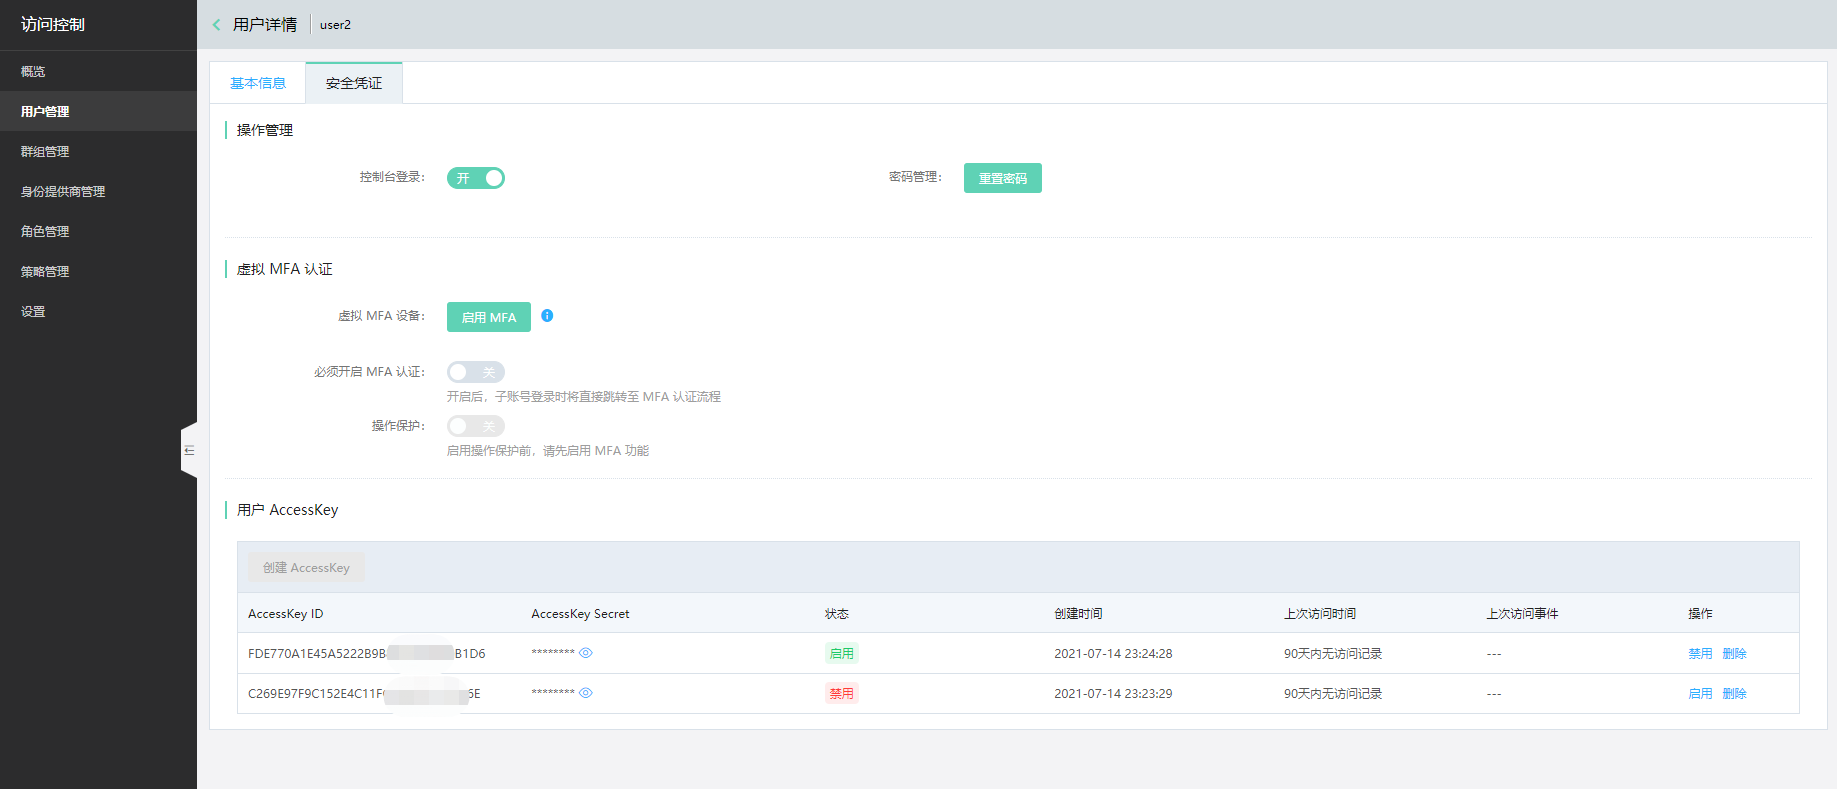 访问控制
概览
用户管理
群组管理
身份提供商管理
角色管理
策略管理
设置
用户详情 user2
基本信息 安全凭证
操作管理
控制台登录： 开 密码管理： 重置密码
虚拟 MFA 认证
虚拟 MFA 设备： 启用 MFA
必须开启 MFA 认证： 关
开启后，子账号登录时将直接跳转至 MFA 认证流程
操作保护： 关
启用操作保护前，请先启用 MFA 功能
用户 AccessKey
创建 AccessKey
AccessKey ID AccessKey Secret 状态 创建时间 上次访问时间 上次访问事件 操作
FDE770A1E45A5222B9B B1D6 ******** 启用 2021-07-14 23:24:28 90天内无访问记录 --- 禁用 删除
C269E97F9C152E4C11F 6E ******** 禁用 2021-07-14 23:23:29 90天内无访问记录 --- 启用 删除